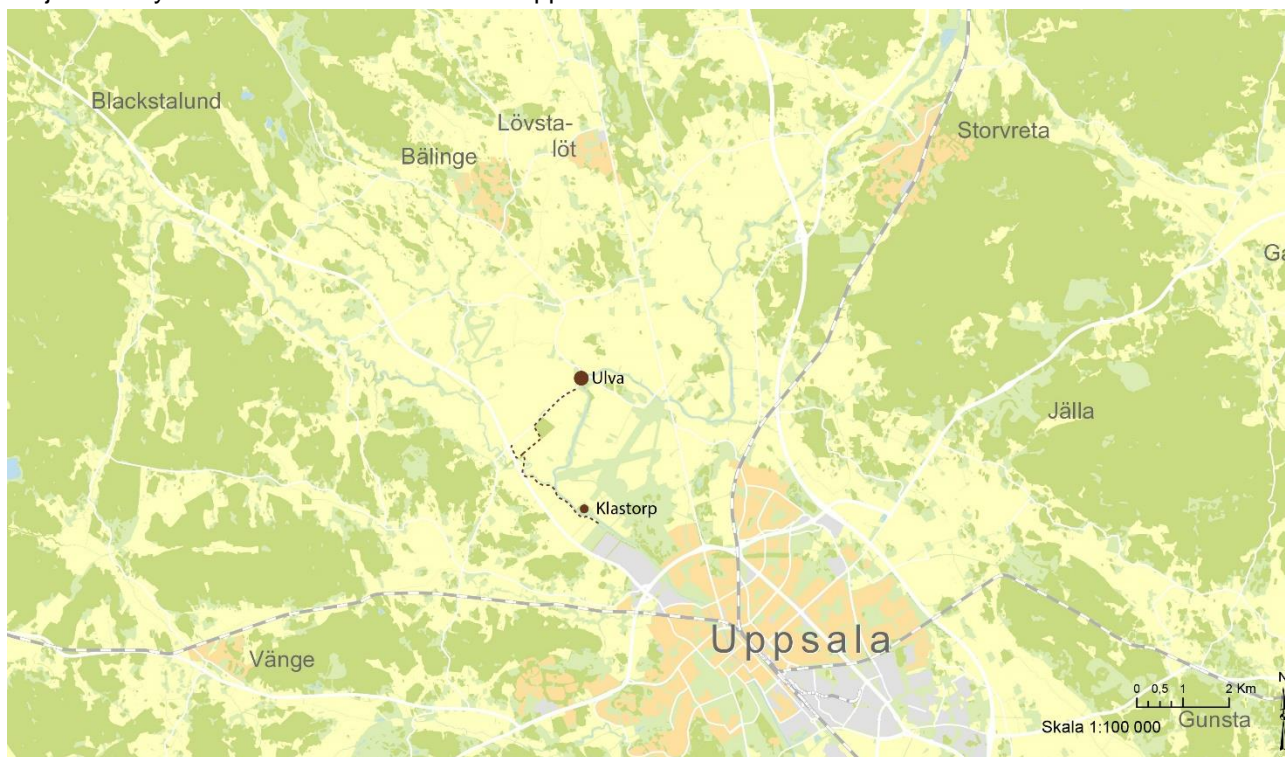 Blackstalund
Lövsta-
löt
Bälinge
Storvreta
Ga
Ulva
Jälla
Klastorp
Uppsala
Vänge
N
0 0,5 1 2 Km
Skala 1:100 000
Gunsta